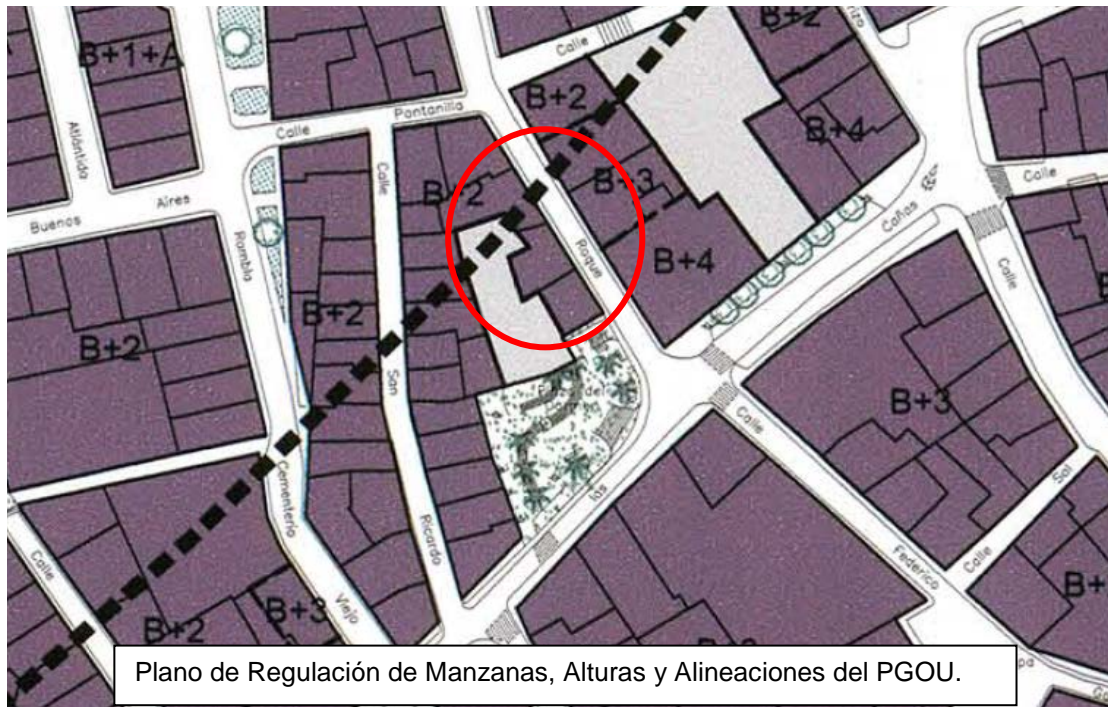 B+1+A
B+2
Calle
Atlántida
Pontanilla
Calle
B+2
B+4
Calle
Calle
B+2
B+3
Buenos
Aires
Rambla
Roque
Cañas
B+4
Calle
B+2
B+2
San
B+3
Calle
las
Sol
Cementerio
Ricardo
Calle
Federico
Calle
B+2
B+3
Viejo
Plano de Regulación de Manzanas, Alturas y Alineaciones del PGOU.